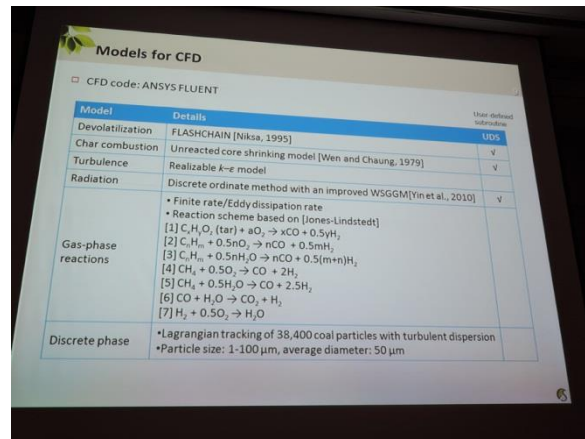 Models for CFD
CFD code: ANSYS FLUENT
User-defined
subroutine
Model Details UDS
Devolatilization FLASHCHAIN [Niksa, 1995] √
Char combustion Unreacted core shrinking model [Wen and Chaung, 1979] √
Turbulence Realizable k–ε model
Radiation Discrete ordinate method with an improved WSGGM[Yin et al., 2010] √
Gas-phase
reactions
• Finite rate/Eddy dissipation rate
• Reaction scheme based on [Jones-Lindstedt]
[1] CₓHᵧO_z (tar) + aO₂ → xCO + 0.5yH₂
[2] CₙHₘ + 0.5nO₂ → nCO + 0.5mH₂
[3] CₙHₘ + 0.5nH₂O → nCO + 0.5(m+n)H₂
[4] CH₄ + 0.5O₂ → CO + 2H₂
[5] CH₄ + 0.5H₂O → CO + 2.5H₂
[6] CO + H₂O → CO₂ + H₂
[7] H₂ + 0.5O₂ → H₂O
Discrete phase
•Lagrangian tracking of 38,400 coal particles with turbulent dispersion
•Particle size: 1-100 μm, average diameter: 50 μm